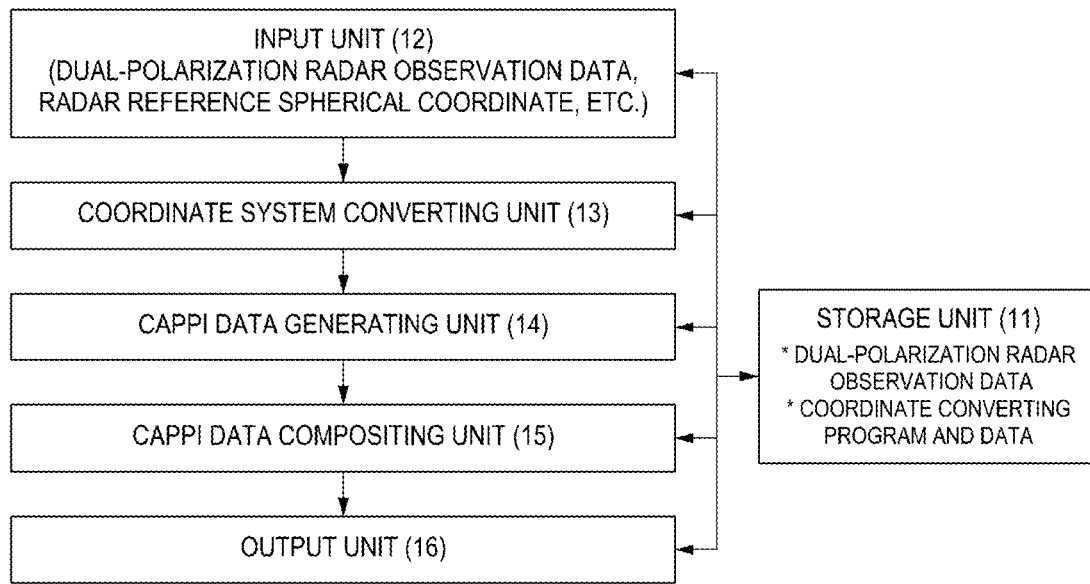 INPUT UNIT (12)
(DUAL-POLARIZATION RADAR OBSERVATION DATA,
RADAR REFERENCE SPHERICAL COORDINATE, ETC.)
COORDINATE SYSTEM CONVERTING UNIT (13)
CAPPI DATA GENERATING UNIT (14)
CAPPI DATA COMPOSITING UNIT (15)
OUTPUT UNIT (16)
STORAGE UNIT (11)
* DUAL-POLARIZATION RADAR
OBSERVATION DATA
* COORDINATE CONVERTING
PROGRAM AND DATA